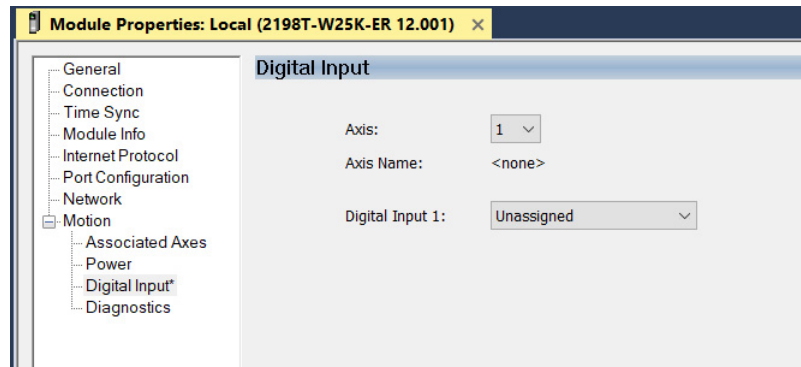 Module Properties: Local (2198T-W25K-ER 12.001) ×
General
Connection
Time Sync
Module Info
Internet Protocol
Port Configuration
Network
Motion
Associated Axes
Power
Digital Input*
Diagnostics
Digital Input
Axis: 1
Axis Name: <none>
Digital Input 1: Unassigned